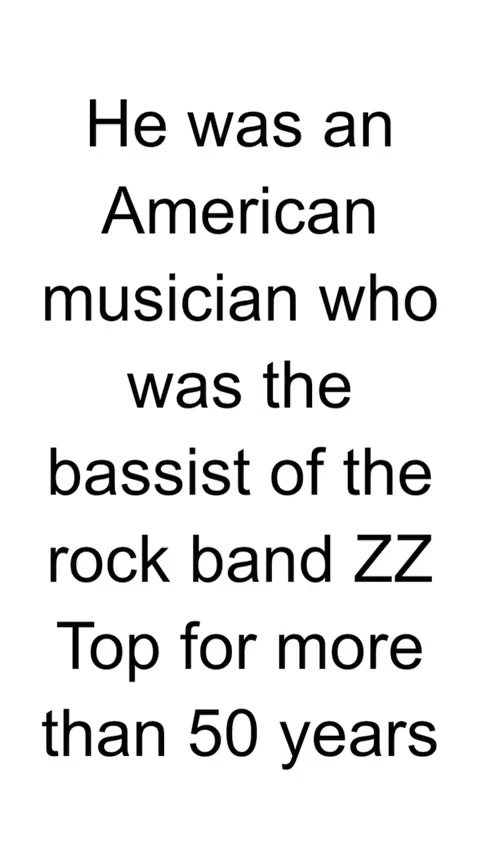 He was an
American
musician who
was the
bassist of the
rock band ZZ
Top for more
than 50 years